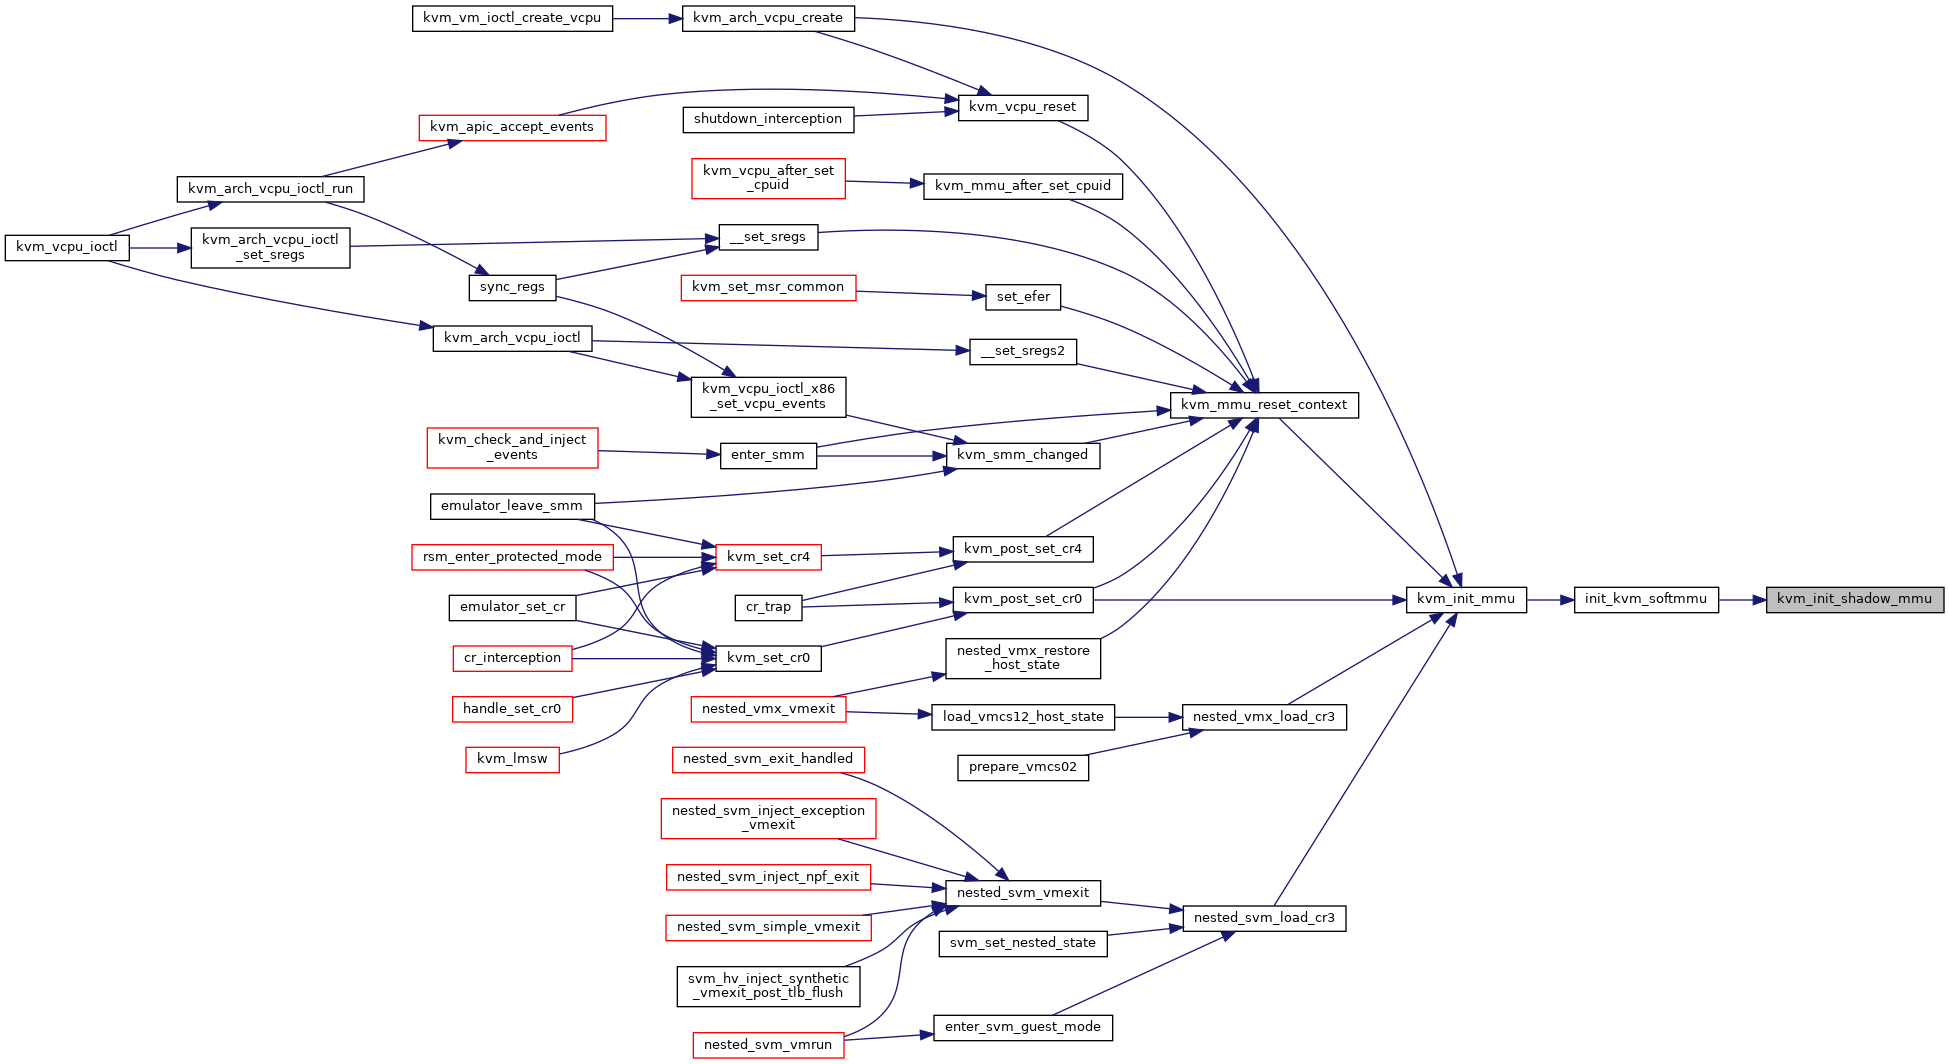 kvm_vm_ioctl_create_vcpu
kvm_arch_vcpu_create
kvm_vcpu_reset
shutdown_interception
kvm_apic_accept_events
kvm_vcpu_after_set
_cpuid
kvm_mmu_after_set_cpuid
kvm_arch_vcpu_ioctl_run
kvm_vcpu_ioctl
kvm_arch_vcpu_ioctl
_set_sregs
__set_sregs
sync_regs
kvm_set_msr_common
set_efer
kvm_arch_vcpu_ioctl
__set_sregs2
kvm_vcpu_ioctl_x86
_set_vcpu_events
kvm_mmu_reset_context
kvm_check_and_inject
_events
enter_smm
kvm_smm_changed
emulator_leave_smm
rsm_enter_protected_mode
kvm_set_cr4
kvm_post_set_cr4
emulator_set_cr
cr_trap
kvm_post_set_cr0
kvm_init_mmu
init_kvm_softmmu
kvm_init_shadow_mmu
cr_interception
kvm_set_cr0
nested_vmx_restore
_host_state
handle_set_cr0
nested_vmx_vmexit
load_vmcs12_host_state
nested_vmx_load_cr3
kvm_lmsw
nested_svm_exit_handled
prepare_vmcs02
nested_svm_inject_exception
_vmexit
nested_svm_inject_npf_exit
nested_svm_vmexit
nested_svm_load_cr3
nested_svm_simple_vmexit
svm_set_nested_state
svm_hv_inject_synthetic
_vmexit_post_tlb_flush
enter_svm_guest_mode
nested_svm_vmrun